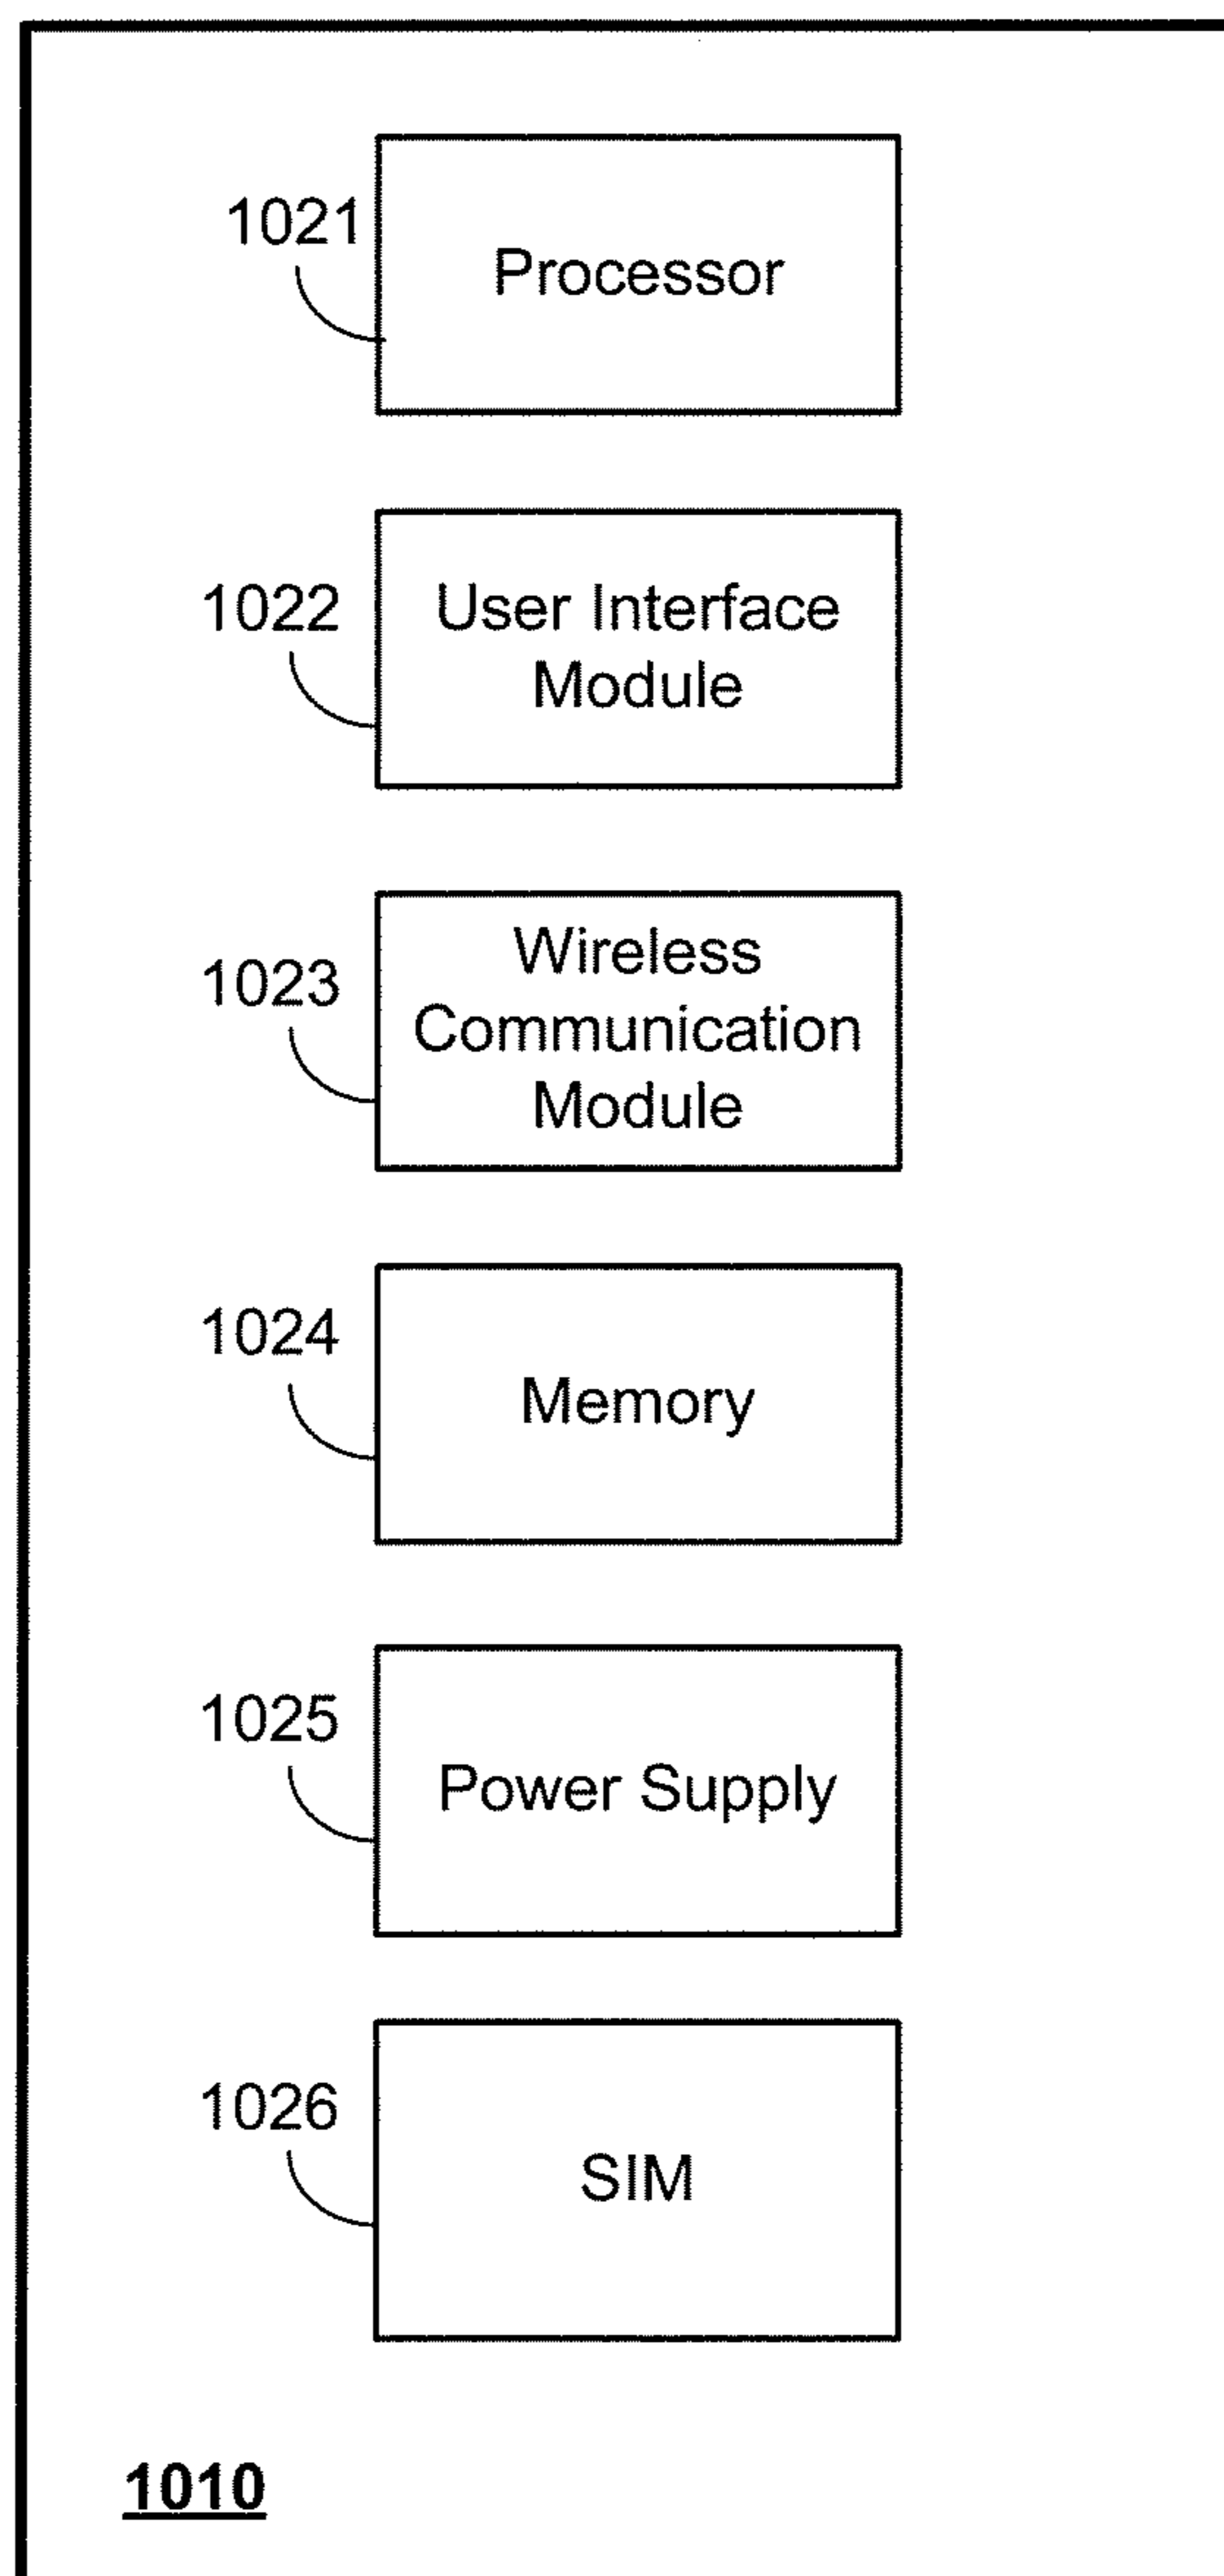 1021
Processor
1022
User Interface
Module
1023
Wireless
Communication
Module
1024
Memory
1025
Power Supply
1026
SIM
1010